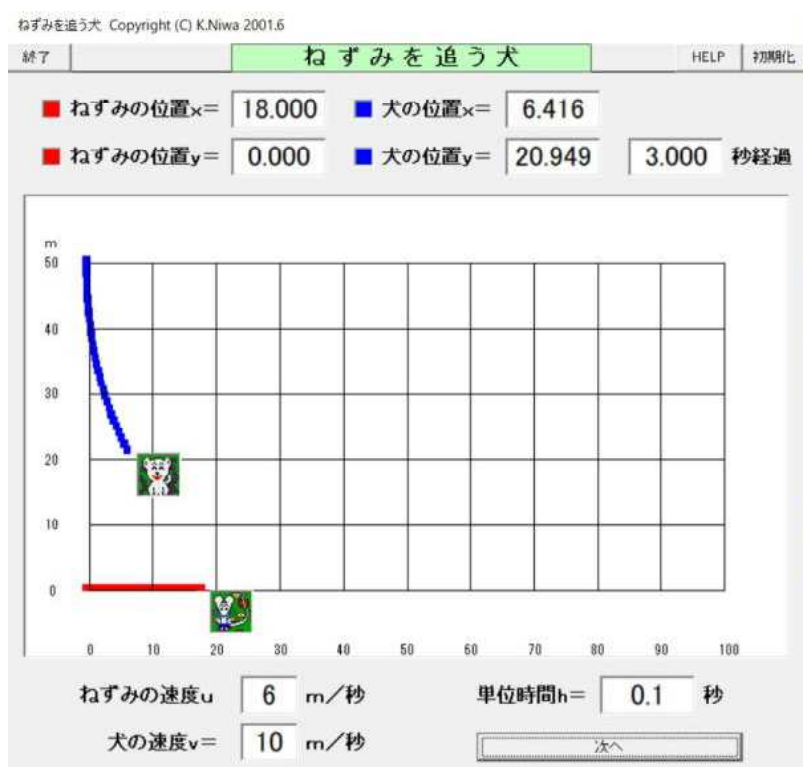 ねずみを追う犬 Copyright (C) K.Niwa 2001.6
終了 ねずみを追う犬 HELP 初期化
ねずみの位置x= 18.000 犬の位置x= 6.416
ねずみの位置y= 0.000 犬の位置y= 20.949 3.000 秒経過
m
50
40
30
20
10
0
0 10 20 30 40 50 60 70 80 90 100
ねずみの速度u 6 m/秒 単位時間h= 0.1 秒
犬の速度v= 10 m/秒 次へ